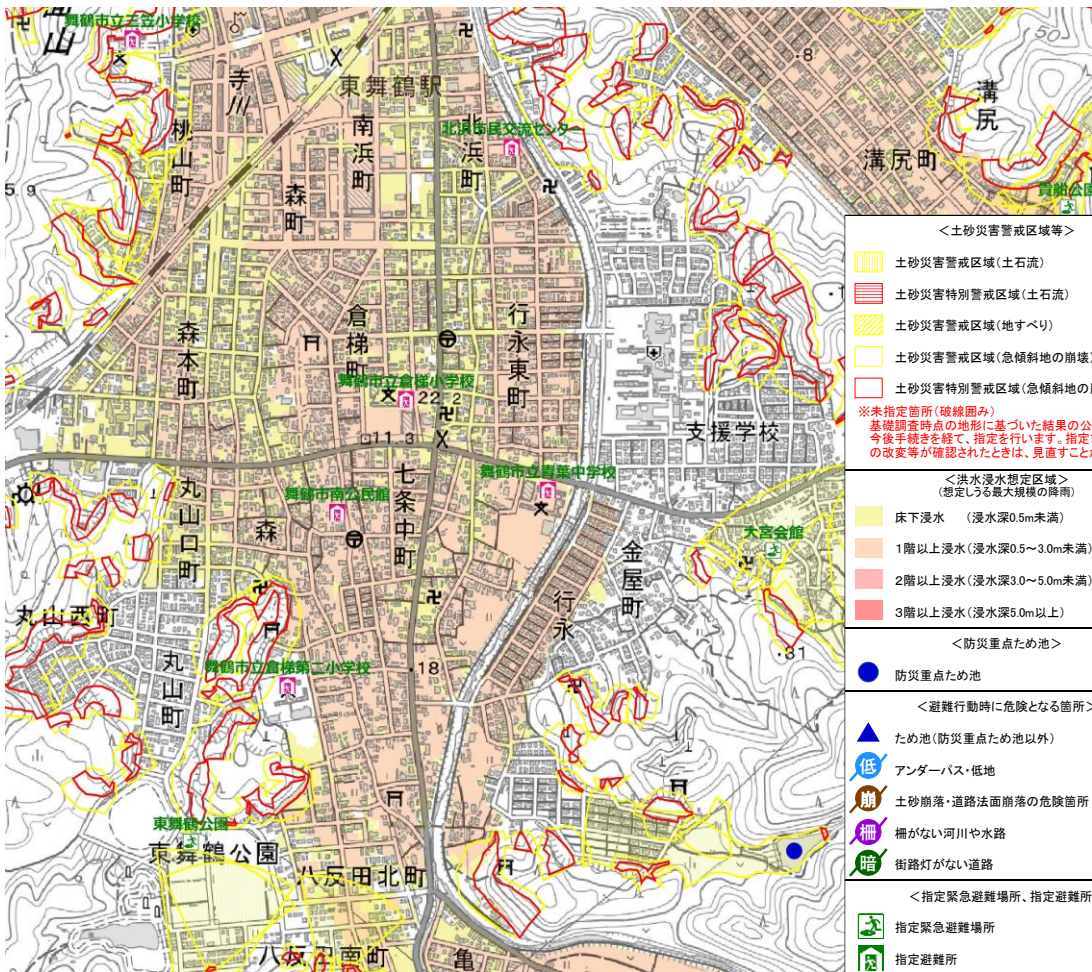 舞鶴市立三笠小学校
寺川
東舞鶴駅
桃山町
南浜町
北浜町
北浜市民交流センター
・8
50
溝尻
溝尻町
貴船公園
5.9
森町
森本町
倉梯町
行永東町
舞鶴市立倉梯小学校
22
2
11.3
支援学校
舞鶴市立青葉中学校
丸山口町
舞鶴市南公民館
森
七条中町
大宮会館
金屋町
行永
丸山西町
丸山町
舞鶴市立倉梯第二小学校
・18
・31
東舞鶴公園
東舞鶴公園
八反田北町
八反田南町
亀
＜土砂災害警戒区域等＞
土砂災害警戒区域(土石流)
土砂災害特別警戒区域(土石流)
土砂災害警戒区域(地すべり)
土砂災害警戒区域(急傾斜地の崩壊)
土砂災害特別警戒区域(急傾斜地の
※未指定箇所(破線囲み)
基礎調査時点の地形に基づいた結果の公
今後手続きを経て、指定を行います。指定
の改変等が確認されたときは、見直すこと
＜洪水浸水想定区域＞
(想定しうる最大規模の降雨)
床下浸水　(浸水深0.5m未満)
1階以上浸水(浸水深0.5～3.0m未満)
2階以上浸水(浸水深3.0～5.0m未満)
3階以上浸水(浸水深5.0m以上)
＜防災重点ため池＞
防災重点ため池
＜避難行動時に危険となる箇所＞
ため池(防災重点ため池以外)
低 アンダーパス・低地
崩 土砂崩落・道路法面崩落の危険箇所
柵 柵がない河川や水路
暗 街路灯がない道路
＜指定緊急避難場所、指定避難所
指定緊急避難場所
指定避難所